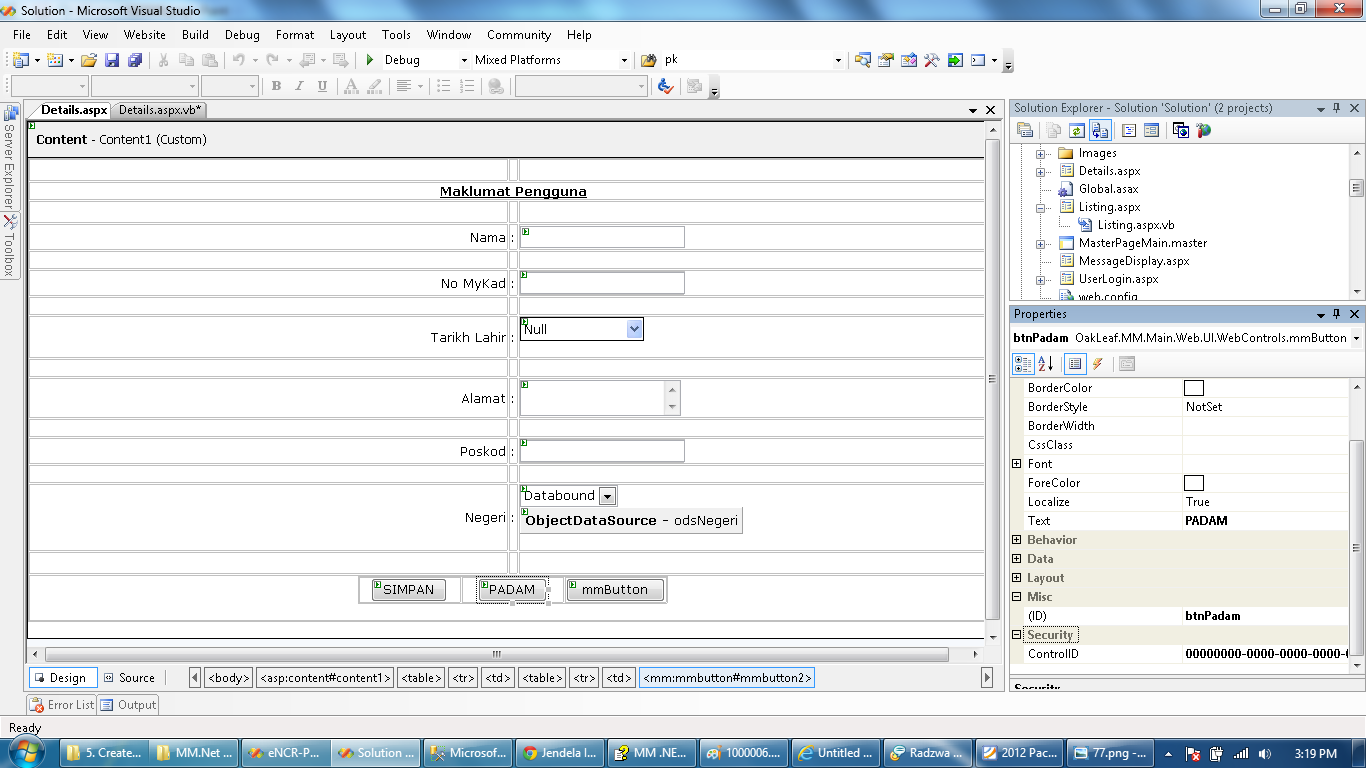 Solution - Microsoft Visual Studio
File Edit View Website Build Debug Format Layout Tools Window Community Help
Debug Mixed Platforms pk
B I U A
Details.aspx Details.aspx.vb*
Server Explorer
Toolbox
Content - Content1 (Custom)
Maklumat Pengguna
Nama :
No MyKad :
Tarikh Lahir : Null
Alamat :
Poskod :
Negeri : Databound
ObjectDataSource - odsNegeri
SIMPAN PADAM mmButton
Design Source <body> <asp:content#content1> <table> <tr> <td> <table> <tr> <td> <mm:mmbutton#mmbutton2>
Error List Output
Ready
Solution Explorer - Solution 'Solution' (2 projects)
Images
Details.aspx
Global.asax
Listing.aspx
Listing.aspx.vb
MasterPageMain.master
MessageDisplay.aspx
UserLogin.aspx
web.config
Properties
btnPadam OakLeaf.MM.Main.Web.UI.WebControls.mmButton
BorderColor
BorderStyle NotSet
BorderWidth
CssClass
Font
ForeColor
Localize True
Text PADAM
Behavior
Data
Layout
Misc
(ID) btnPadam
Security
ControlID 00000000-0000-0000-0000-(
Security
5. Create... MM.Net ... eNCR-P... Solution ... Microsof... Jendela I... MM .NE... 1000006.... Untitled ... Radzwa ... 2012 Pac... 77.png -... 3:19 PM